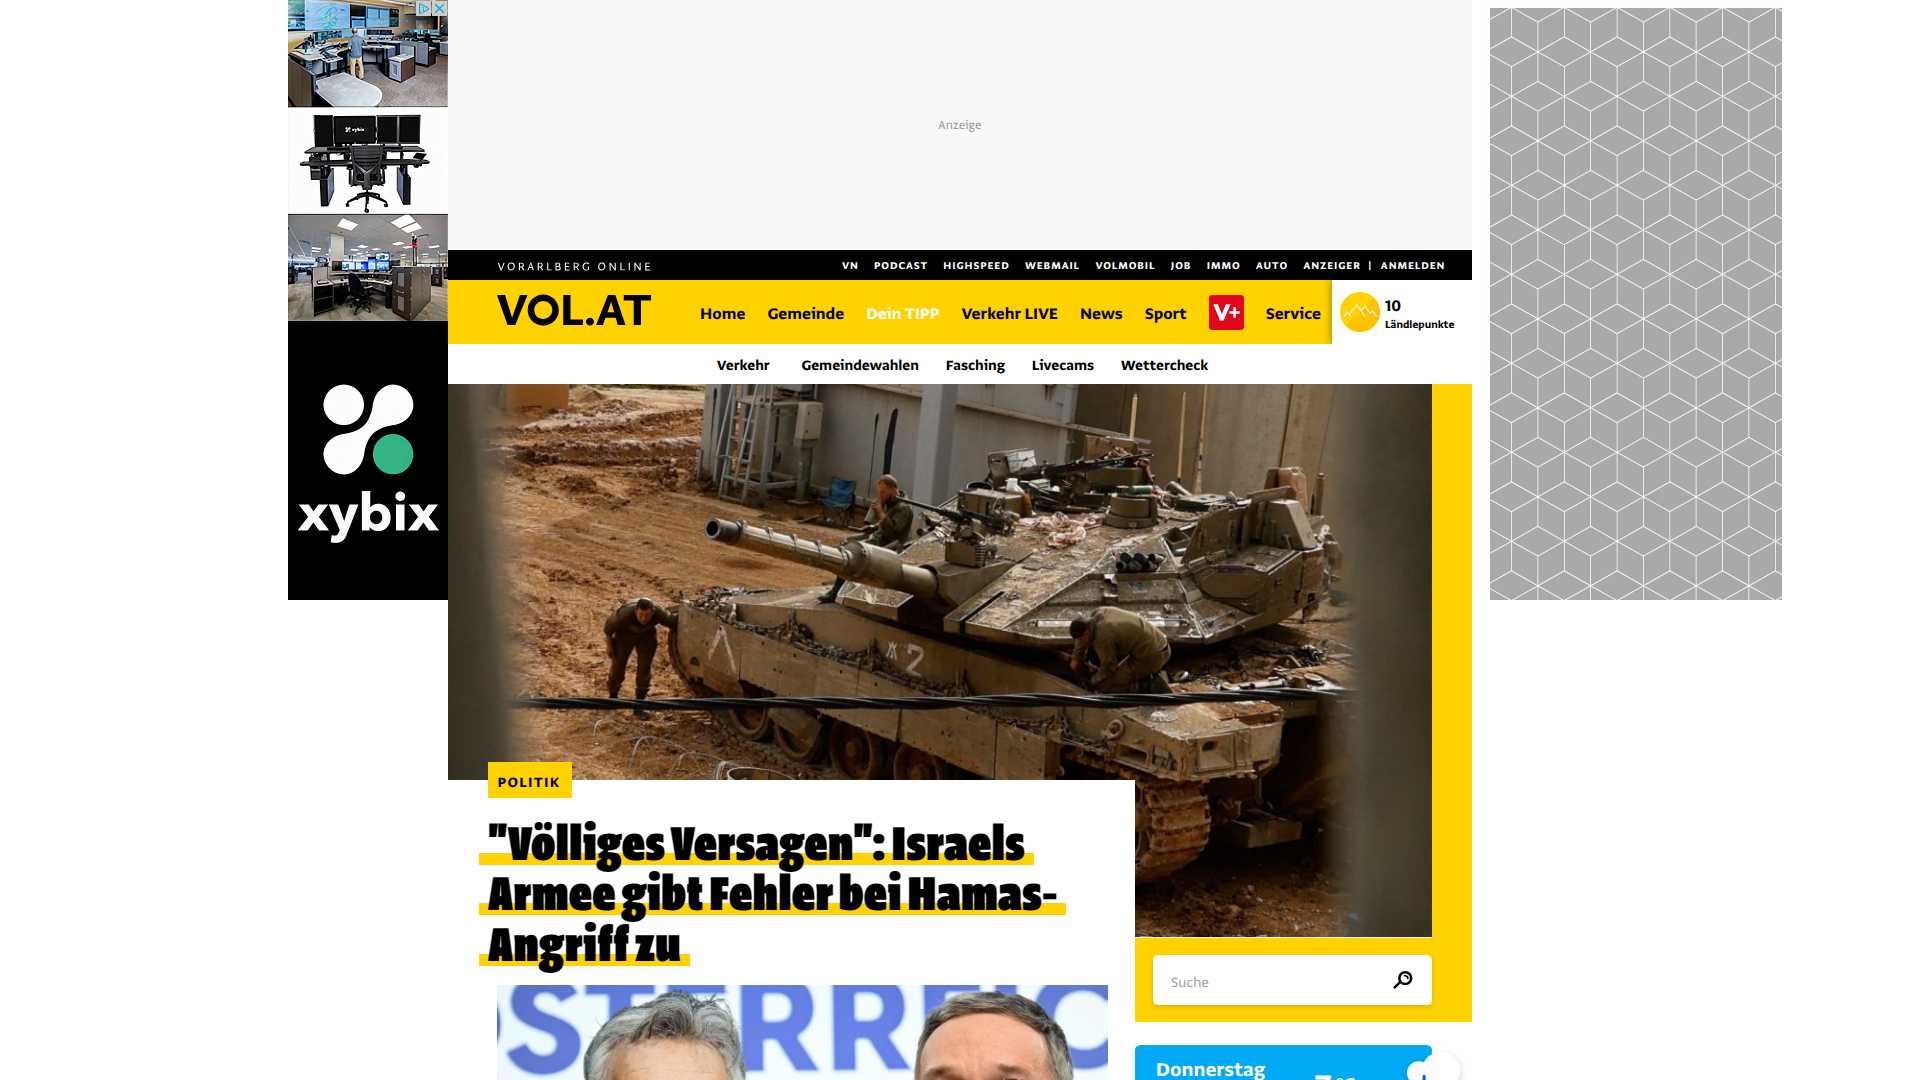 Anzeige
xybix
VORARLBERG ONLINE
VN PODCAST HIGHSPEED WEBMAIL VOLMOBIL JOB IMMO AUTO ANZEIGER | ANMELDEN
VOL.AT
Home Gemeinde Dein TIPP Verkehr LIVE News Sport V+ Service
10
Ländlepunkte
Verkehr Gemeindewahlen Fasching Livecams Wettercheck
2
POLITIK
"Völliges Versagen": Israels
Armee gibt Fehler bei Hamas-
Angriff zu
Suche
Donnerstag